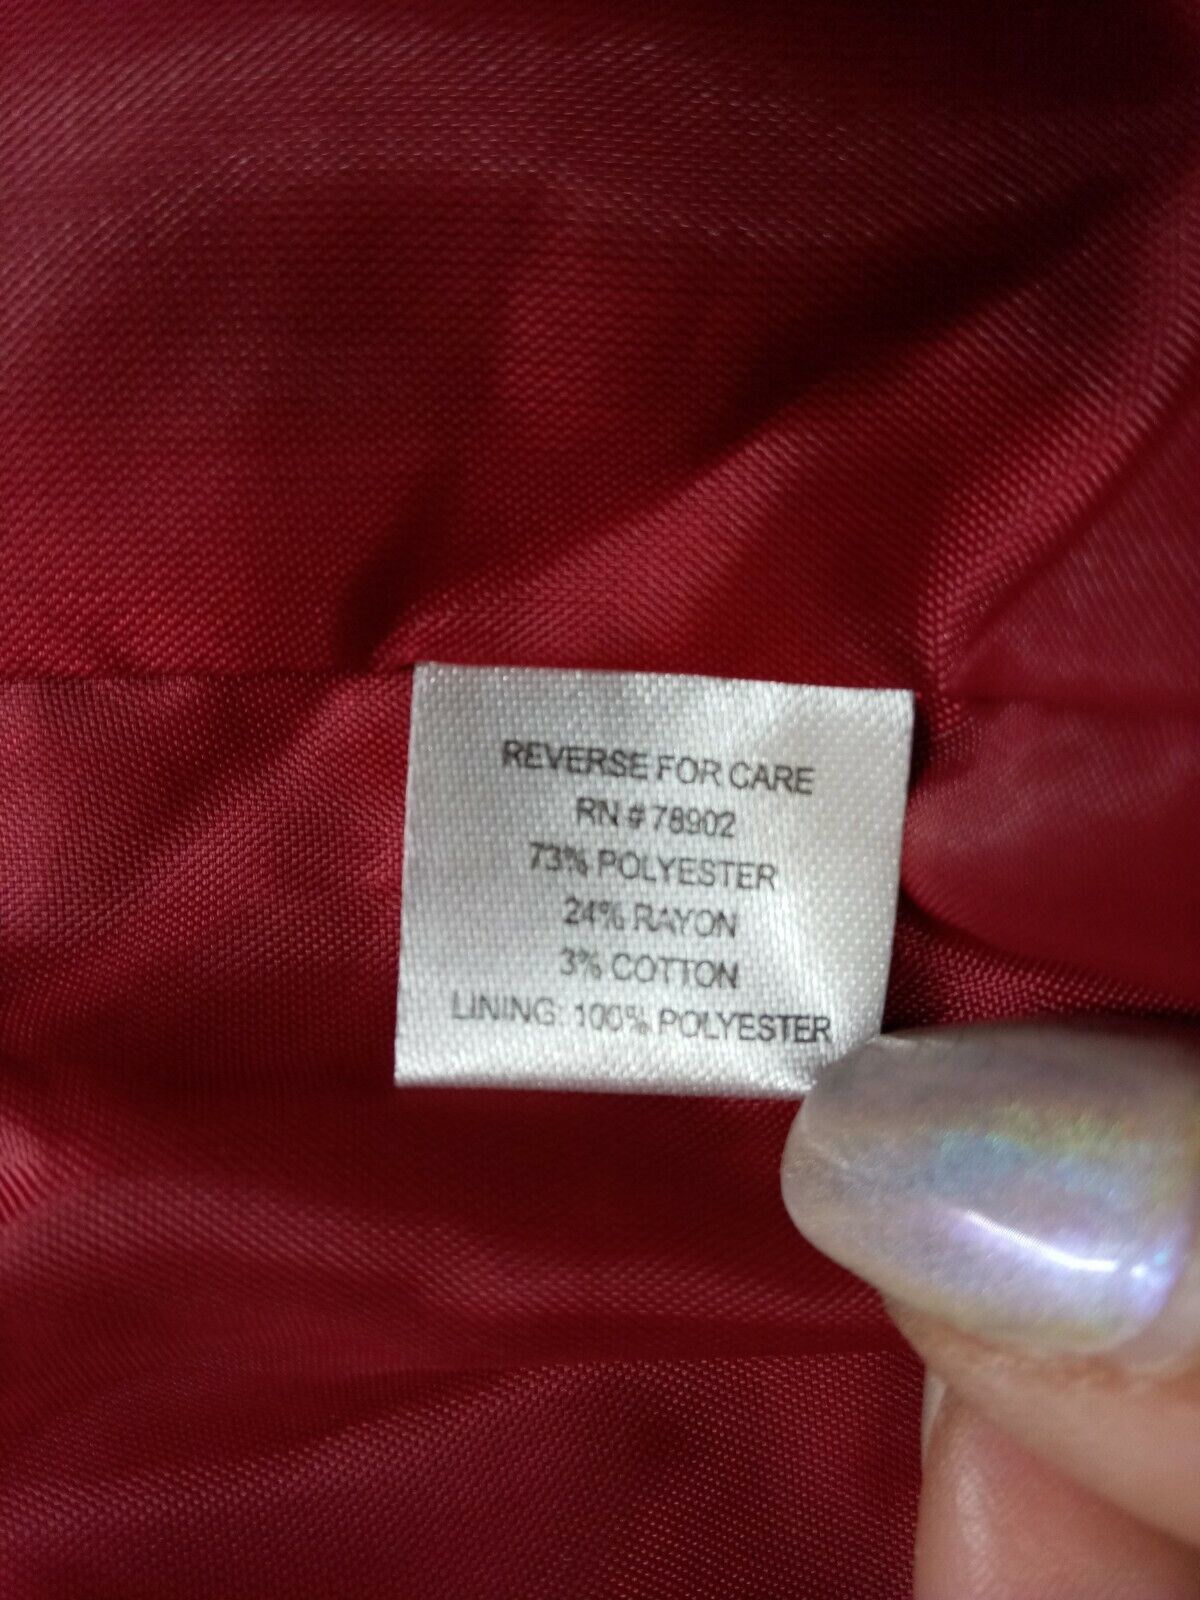 REVERSE FOR CARE
RN # 78902
73% POLYESTER
24% RAYON
3% COTTON
LINING: 100% POLYESTER